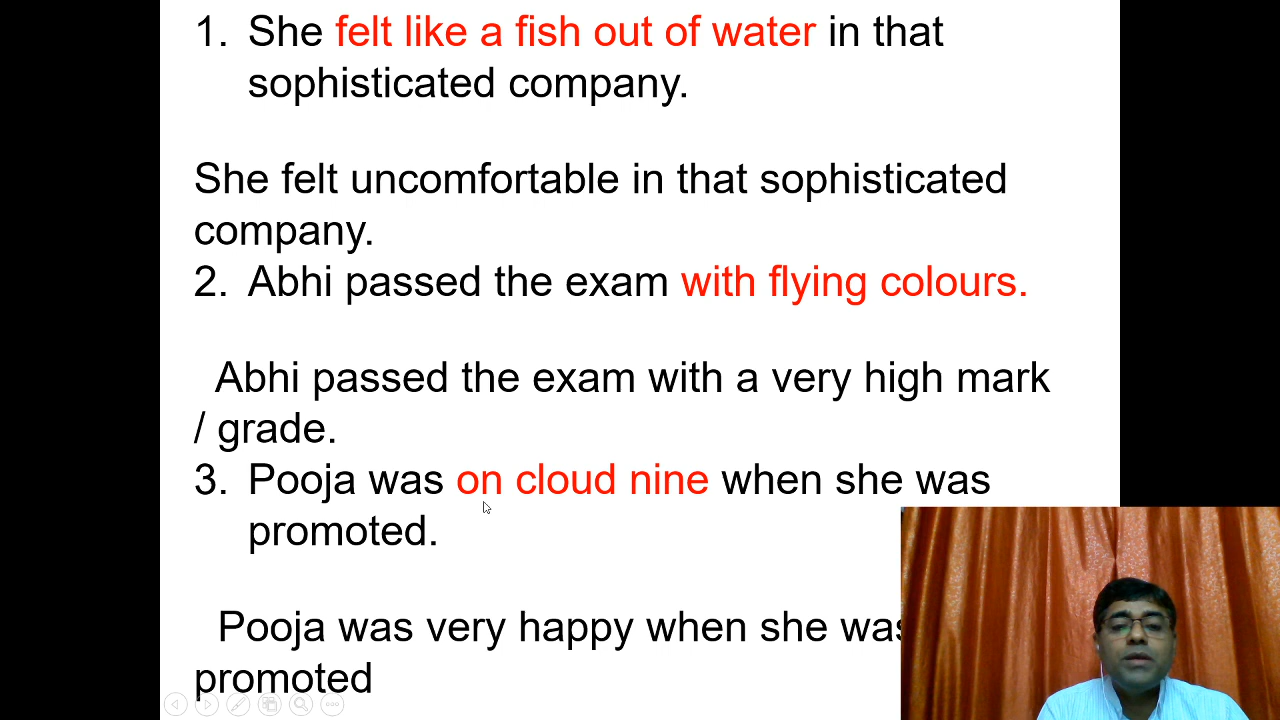 1. She felt like a fish out of water in that
sophisticated company.
She felt uncomfortable in that sophisticated
company.
2. Abhi passed the exam with flying colours.
Abhi passed the exam with a very high mark
/ grade.
3. Pooja was on cloud nine when she was
promoted.
Pooja was very happy when she was
promoted